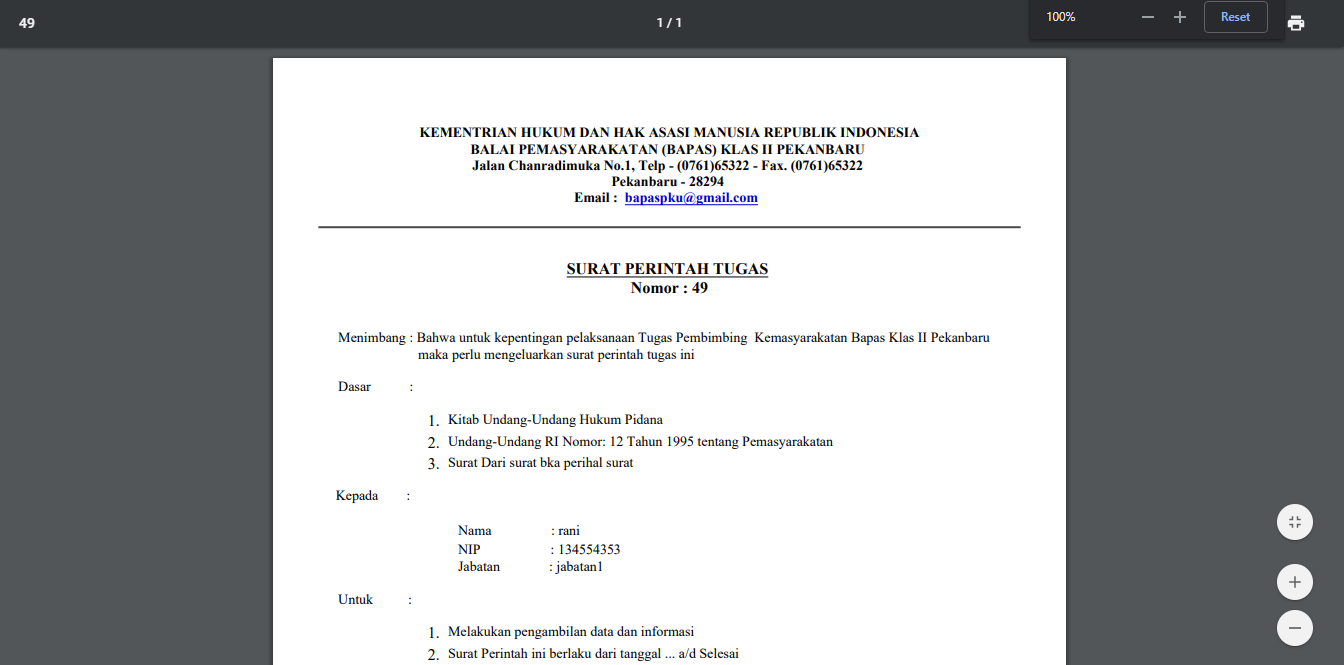 49
1 / 1
100%
Reset
KEMENTRIAN HUKUM DAN HAK ASASI MANUSIA REPUBLIK INDONESIA
BALAI PEMASYARAKATAN (BAPAS) KLAS II PEKANBARU
Jalan Chanradimuka No.1, Telp - (0761)65322 - Fax. (0761)65322
Pekanbaru - 28294
Email : bapaspku@gmail.com
SURAT PERINTAH TUGAS
Nomor : 49
Menimbang : Bahwa untuk kepentingan pelaksanaan Tugas Pembimbing Kemasyarakatan Bapas Klas II Pekanbaru
maka perlu mengeluarkan surat perintah tugas ini
Dasar :
1. Kitab Undang-Undang Hukum Pidana
2. Undang-Undang RI Nomor: 12 Tahun 1995 tentang Pemasyarakatan
3. Surat Dari surat bka perihal surat
Kepada :
Nama : rani
NIP : 134554353
Jabatan : jabatan1
Untuk :
1. Melakukan pengambilan data dan informasi
2. Surat Perintah ini berlaku dari tanggal ... a/d Selesai